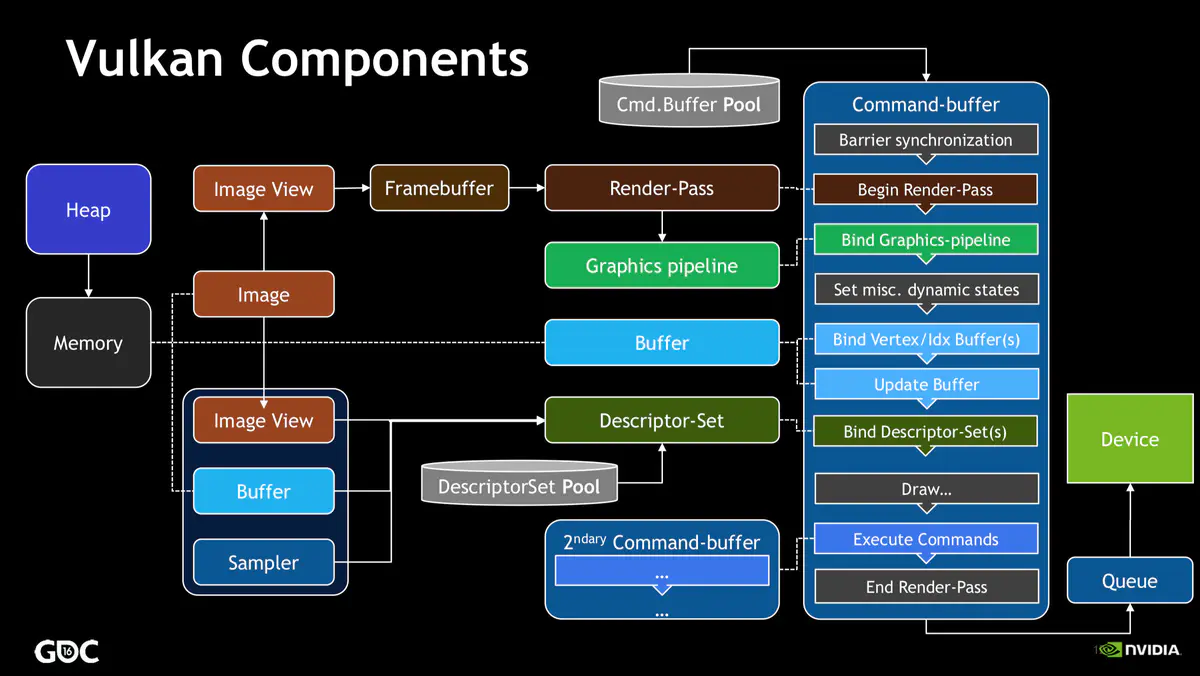 Vulkan Components
Cmd.Buffer Pool
Command-buffer
Barrier synchronization
Begin Render-Pass
Bind Graphics-pipeline
Set misc. dynamic states
Bind Vertex/Idx Buffer(s)
Update Buffer
Bind Descriptor-Set(s)
Draw...
Execute Commands
End Render-Pass
Heap
Memory
Image View
Framebuffer
Render-Pass
Graphics pipeline
Image
Buffer
Image View
Buffer
Sampler
Descriptor-Set
DescriptorSet Pool
2ndary Command-buffer
...
...
Device
Queue
GDC
16
1
NVIDIA